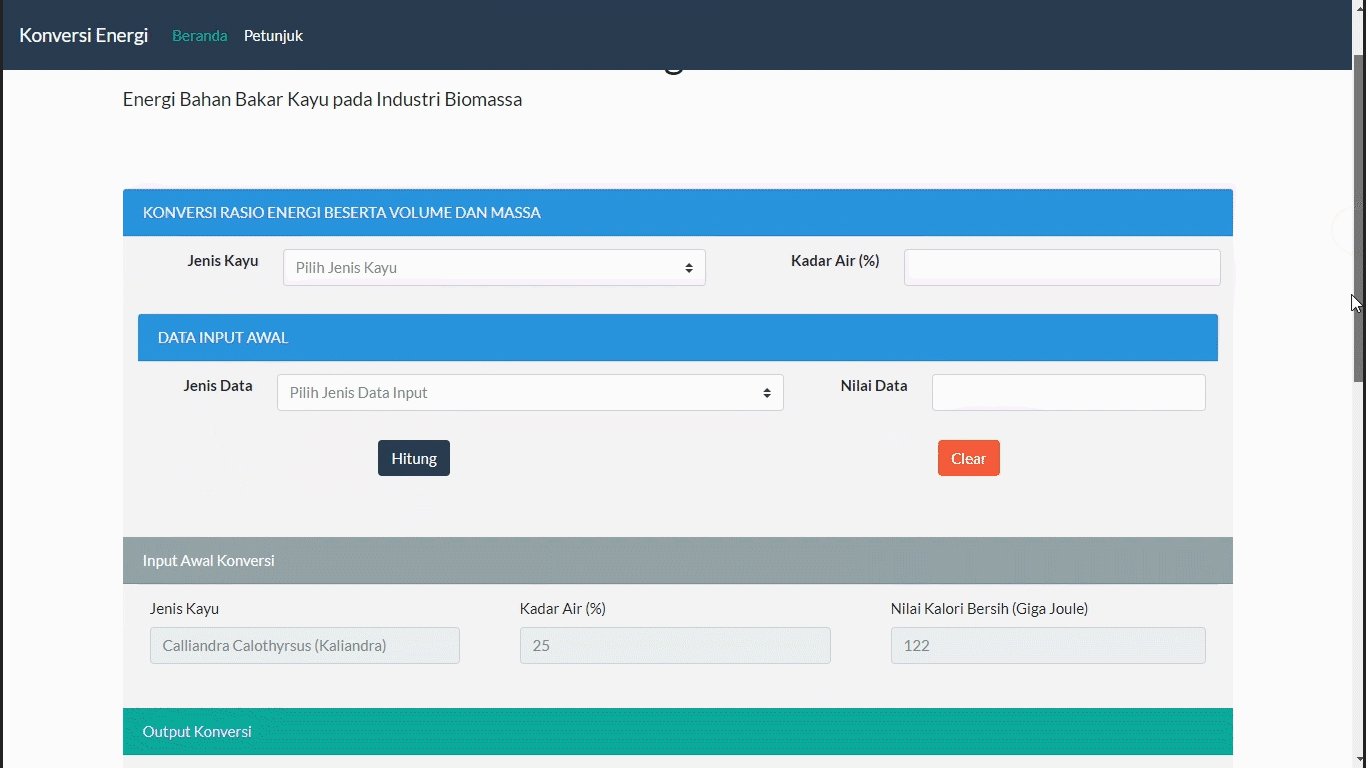 Konversi Energi Beranda Petunjuk
Energi Bahan Bakar Kayu pada Industri Biomassa
KONVERSI RASIO ENERGI BESERTA VOLUME DAN MASSA
Jenis Kayu Pilih Jenis Kayu Kadar Air (%)
DATA INPUT AWAL
Jenis Data Pilih Jenis Data Input Nilai Data
Hitung Clear
Input Awal Konversi
Jenis Kayu Kadar Air (%) Nilai Kalori Bersih (Giga Joule)
Calliandra Calothyrsus (Kaliandra) 25 122
Output Konversi